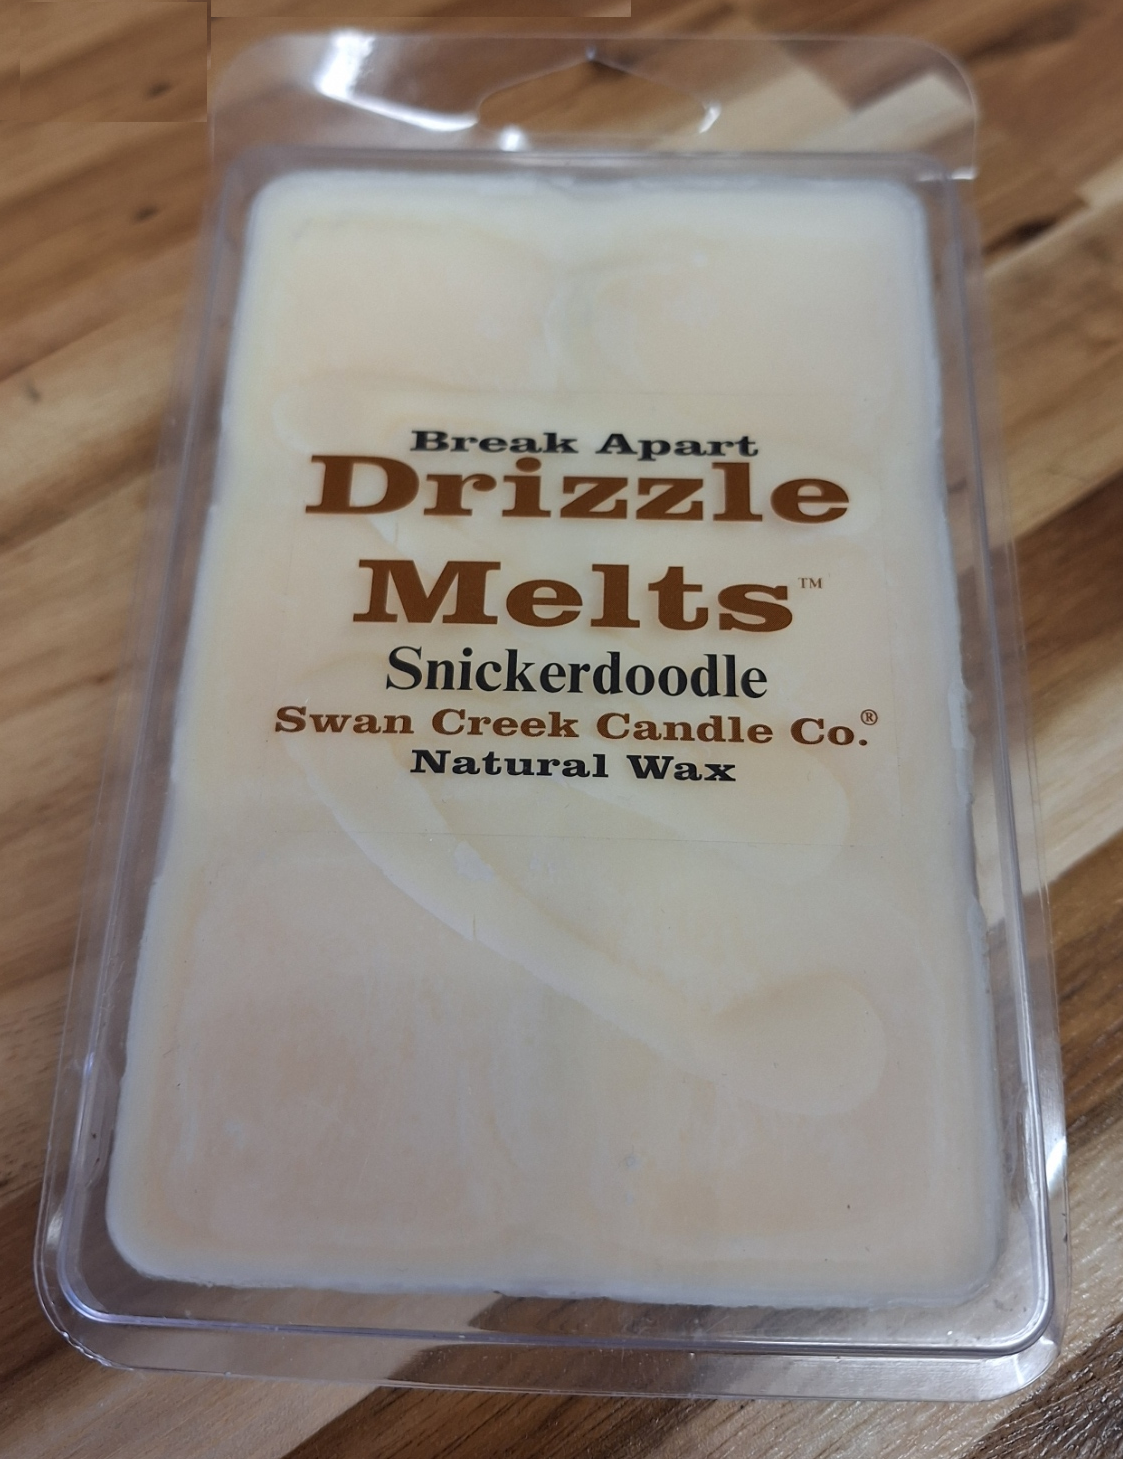 Break Apart
Drizzle
Melts™
Snickerdoodle
Swan Creek Candle Co.®
Natural Wax